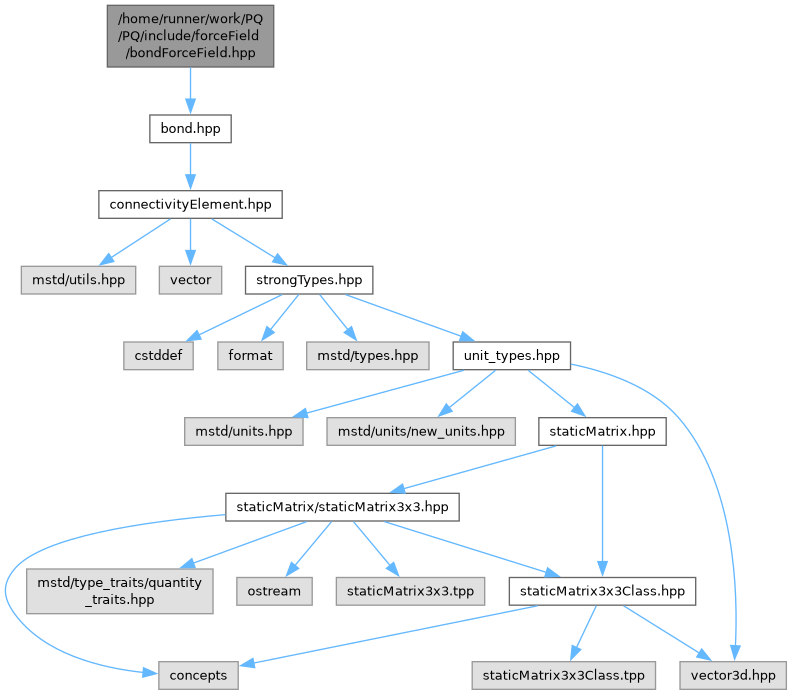 /home/runner/work/PQ
/PQ/include/forceField
/bondForceField.hpp
bond.hpp
connectivityElement.hpp
mstd/utils.hpp
vector
strongTypes.hpp
cstddef
format
mstd/types.hpp
unit_types.hpp
mstd/units.hpp
mstd/units/new_units.hpp
staticMatrix.hpp
staticMatrix/staticMatrix3x3.hpp
mstd/type_traits/quantity
_traits.hpp
ostream
staticMatrix3x3.tpp
staticMatrix3x3Class.hpp
concepts
staticMatrix3x3Class.tpp
vector3d.hpp